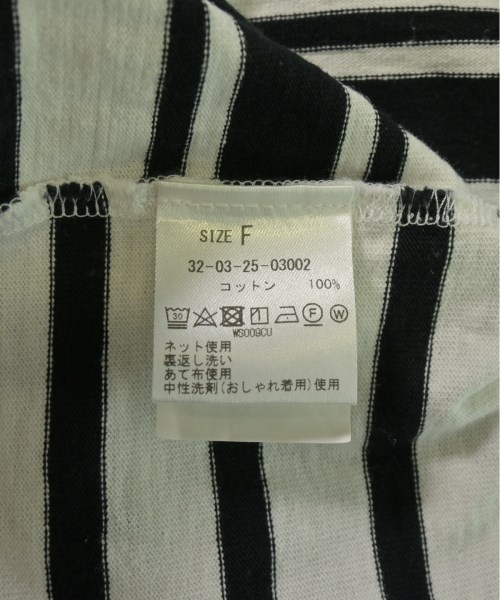 SIZE F
32-03-25-03002
コットン 100%
30 F W
WS009CU
ネット使用
裏返し洗い
あて布使用
中性洗剤(おしゃれ着用)使用